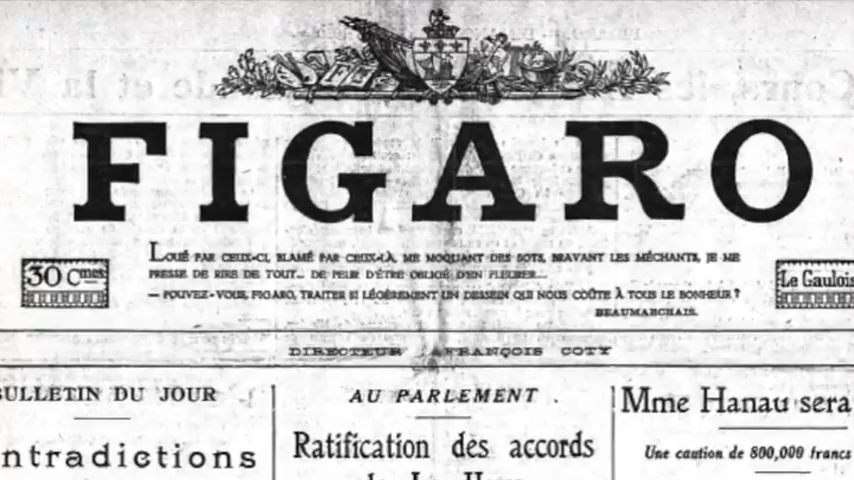 FIGARO
LOUÉ PAR CEUX-CI, BLAMÉ PAR CEUX-LÀ, ME MOQUANT DES SOTS, BRAVANT LES MÉCHANTS, JE ME
PRESSE DE RIRE DE TOUT... DE PEUR D'ÊTRE OBLIGÉ D'EN PLEURER...
— POUVEZ-VOUS, FIGARO, TRAITER SI LÉGÈREMENT UN DESSEIN QUI NOUS COÛTE À TOUS LE BONHEUR ?
BEAUMARCHAIS.
30 Cmes
Le Gaulois
DIRECTEUR FRANÇOIS COTY
BULLETIN DU JOUR
ntradictions
AU PARLEMENT
Ratification des accords
de La Haye
Mme Hanau sera
Une caution de 800,000 francs